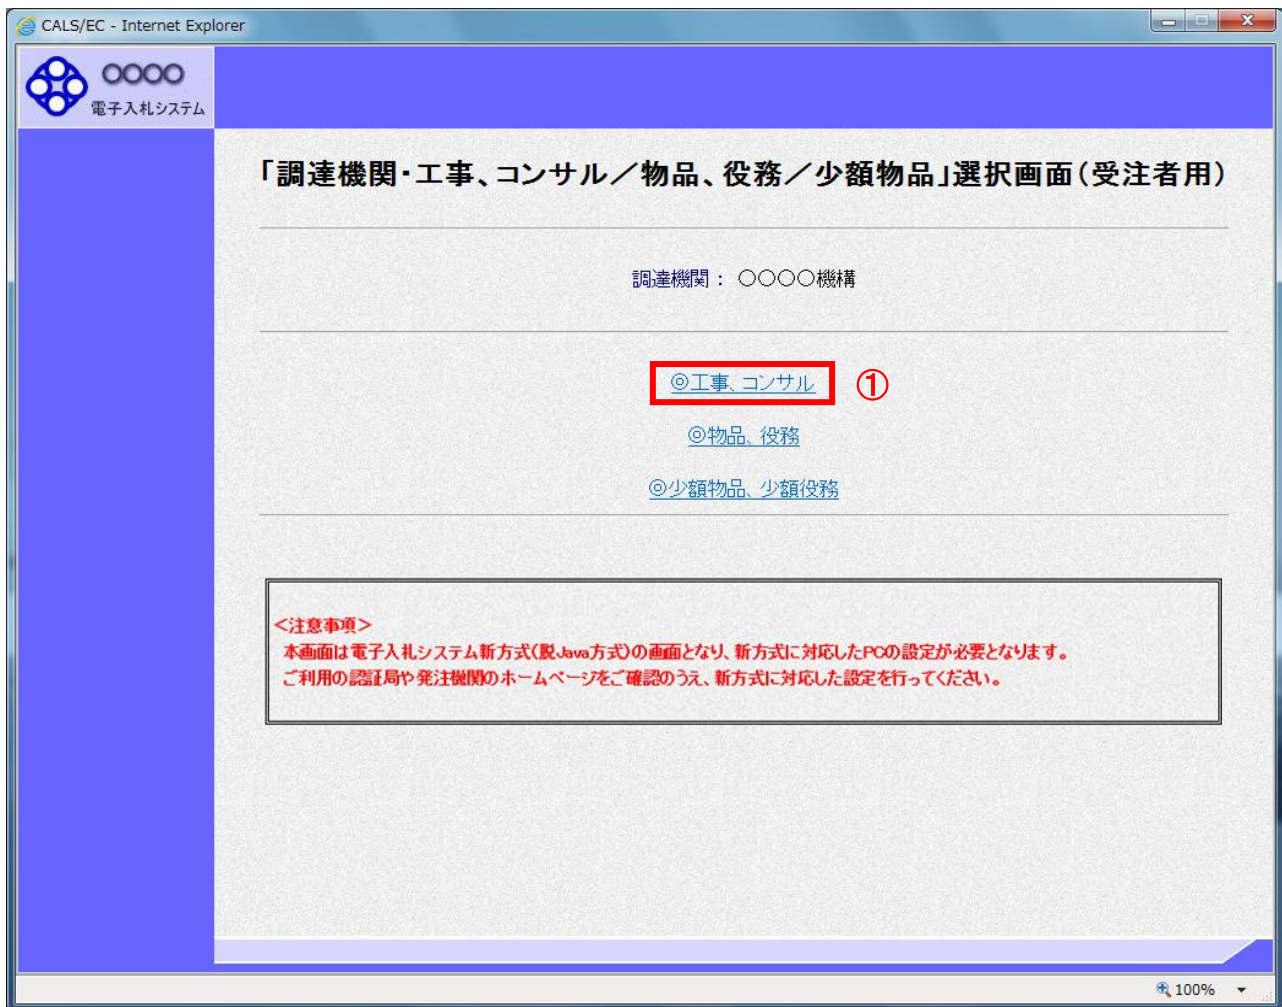 CALS/EC - Internet Explorer
○○○○
電子入札システム
「調達機関・工事、コンサル／物品、役務／少額物品」選択画面（受注者用）
調達機関： ○○○○機構
◎工事、コンサル ①
◎物品、役務
◎少額物品、少額役務
＜注意事項＞
本画面は電子入札システム新方式(脱Java方式)の画面となり、新方式に対応したPCの設定が必要となります。
ご利用の認証局や発注機関のホームページをご確認のうえ、新方式に対応した設定を行ってください。
100%